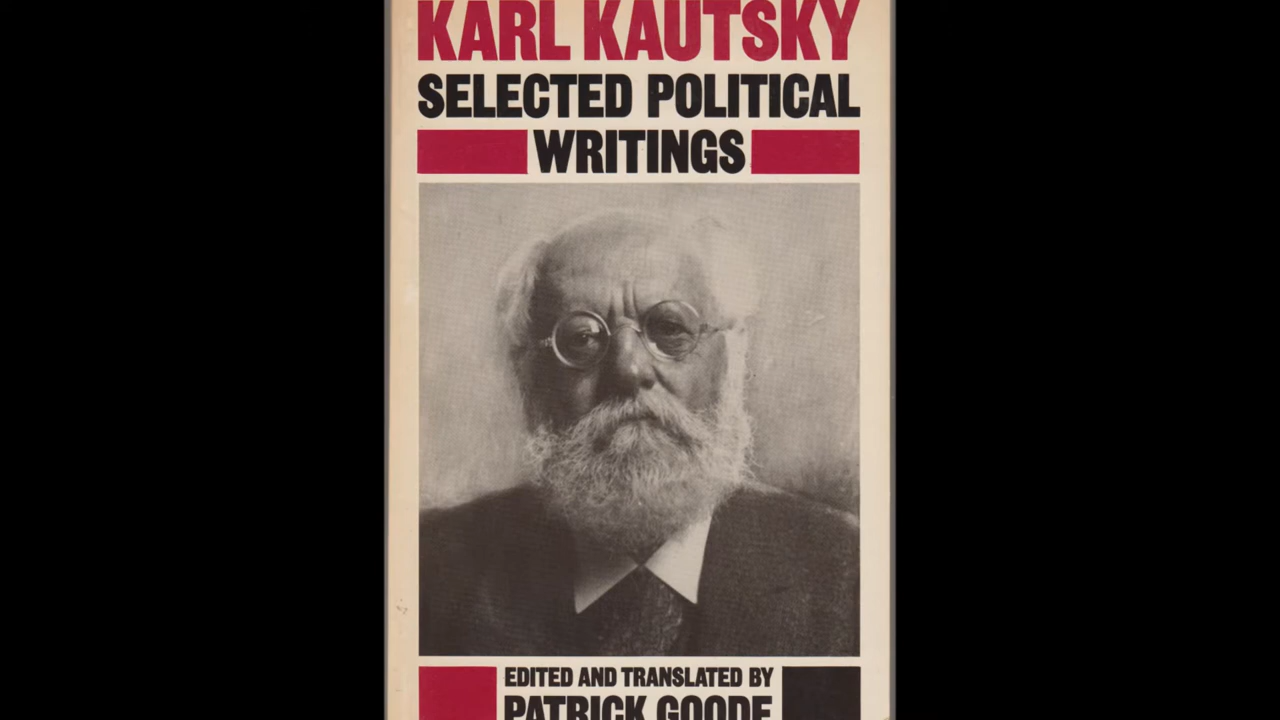 KARL KAUTSKY
SELECTED POLITICAL
WRITINGS
EDITED AND TRANSLATED BY
PATRICK GOODE